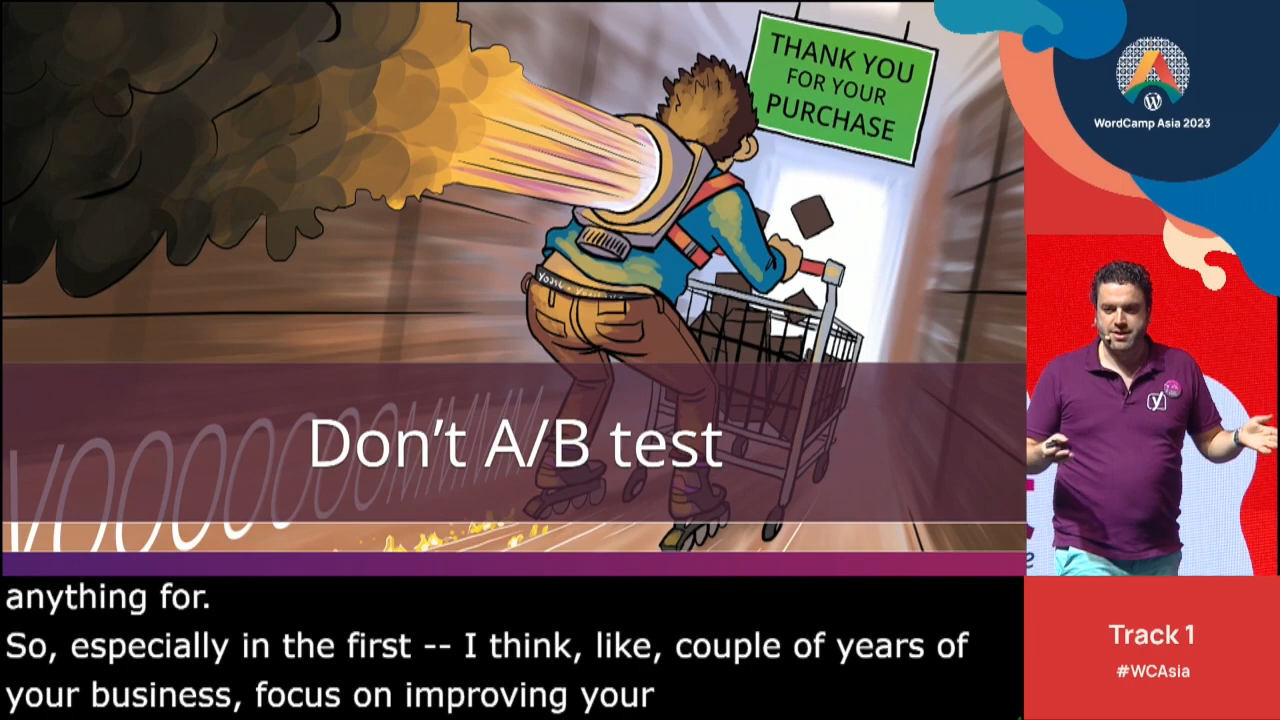 THANK YOU
FOR YOUR
PURCHASE
VOOOOOOMMMM
Don't A/B test
anything for.
So, especially in the first -- I think, like, couple of years of
your business, focus on improving your
WordCamp Asia 2023
Track 1
#WCAsia